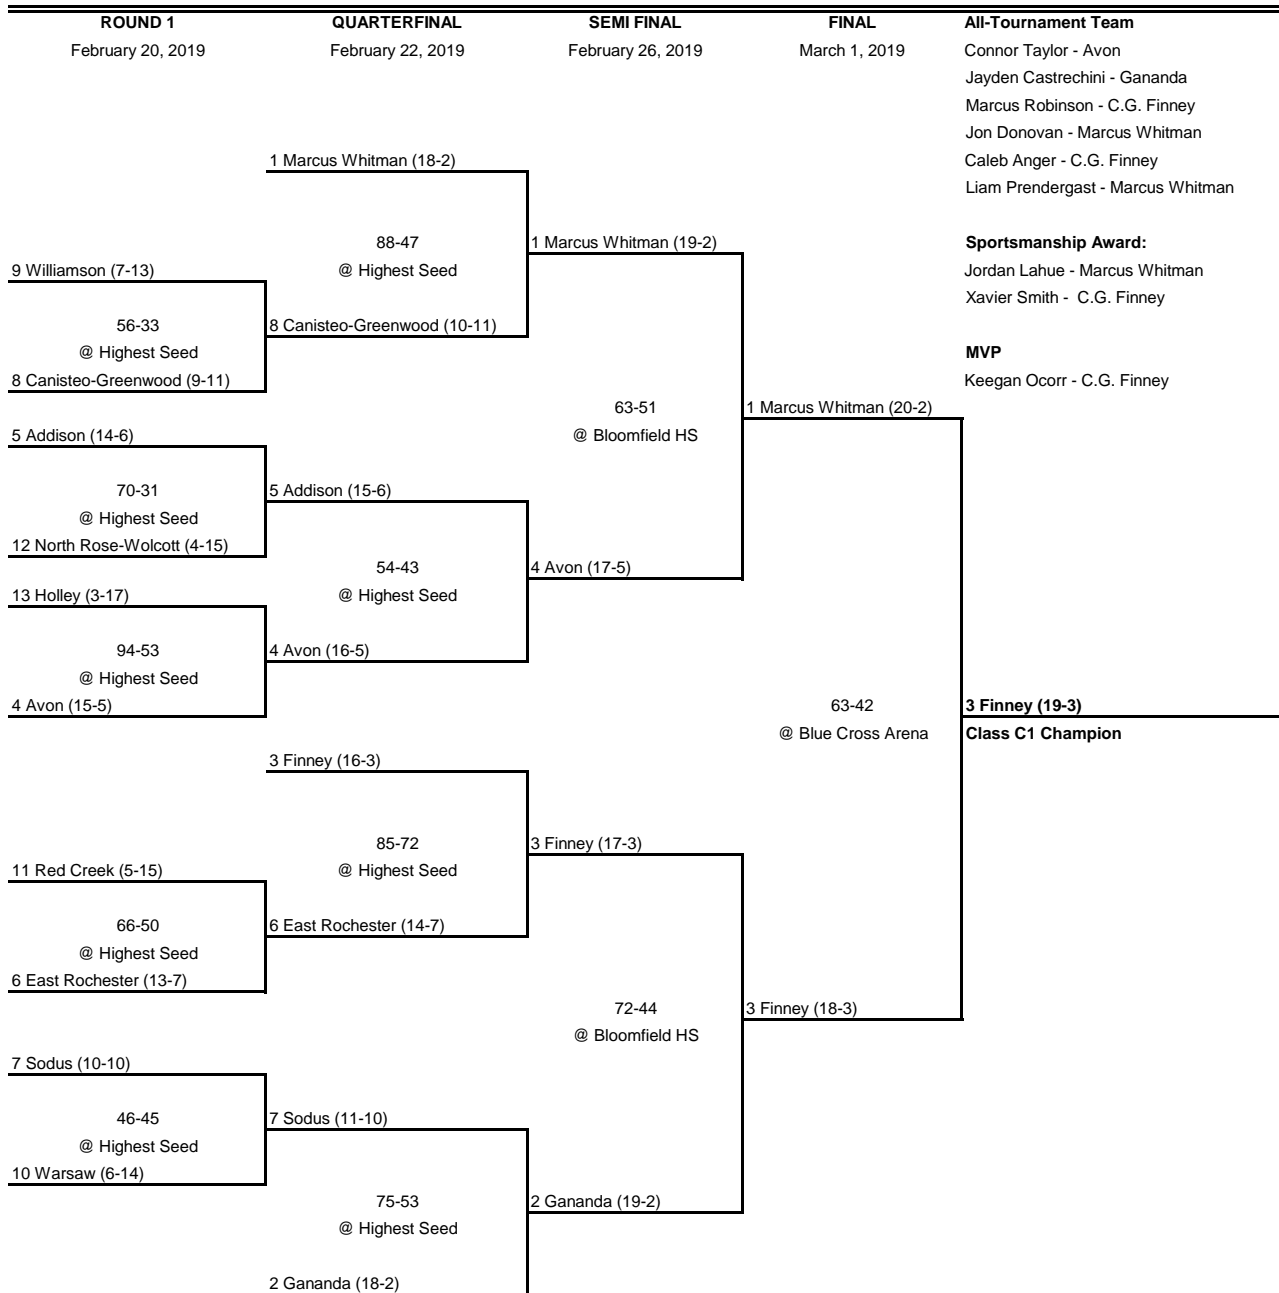 ROUND 1
February 20, 2019
QUARTERFINAL
February 22, 2019
SEMI FINAL
February 26, 2019
FINAL
March 1, 2019
All-Tournament Team
Connor Taylor - Avon
Jayden Castrechini - Gananda
Marcus Robinson - C.G. Finney
Jon Donovan - Marcus Whitman
Caleb Anger - C.G. Finney
Liam Prendergast - Marcus Whitman
Sportsmanship Award:
Jordan Lahue - Marcus Whitman
Xavier Smith - C.G. Finney
MVP
Keegan Ocorr - C.G. Finney
9 Williamson (7-13)
56-33
@ Highest Seed
8 Canisteo-Greenwood (9-11)
5 Addison (14-6)
70-31
@ Highest Seed
12 North Rose-Wolcott (4-15)
13 Holley (3-17)
94-53
@ Highest Seed
4 Avon (15-5)
11 Red Creek (5-15)
66-50
@ Highest Seed
6 East Rochester (13-7)
7 Sodus (10-10)
46-45
@ Highest Seed
10 Warsaw (6-14)
1 Marcus Whitman (18-2)
88-47
@ Highest Seed
8 Canisteo-Greenwood (10-11)
5 Addison (15-6)
54-43
@ Highest Seed
4 Avon (16-5)
3 Finney (16-3)
85-72
@ Highest Seed
6 East Rochester (14-7)
7 Sodus (11-10)
75-53
@ Highest Seed
2 Gananda (18-2)
1 Marcus Whitman (19-2)
63-51
@ Bloomfield HS
4 Avon (17-5)
3 Finney (17-3)
72-44
@ Bloomfield HS
2 Gananda (19-2)
1 Marcus Whitman (20-2)
63-42
@ Blue Cross Arena
3 Finney (18-3)
3 Finney (19-3)
Class C1 Champion